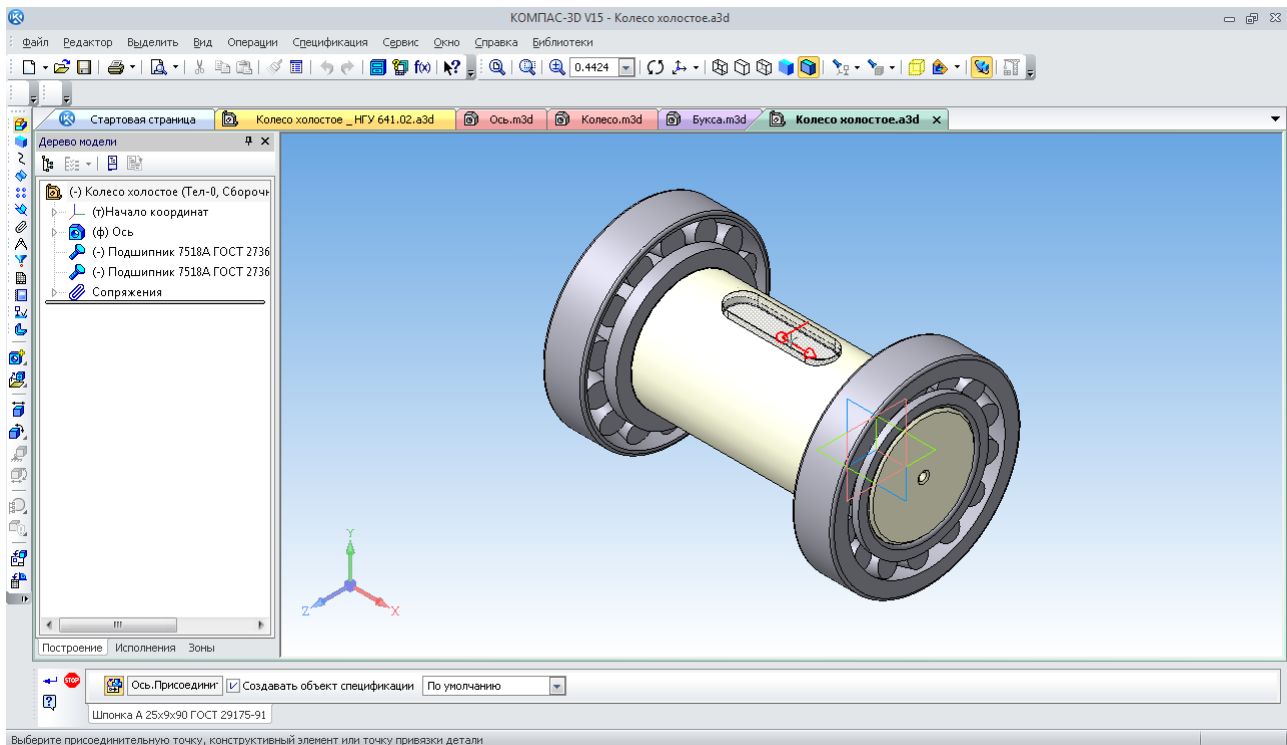 КОМПАС-3D V15 - Колесо холостое.a3d
Файл Редактор Выделить Вид Операции Спецификация Сервис Окно Справка Библиотеки
f(x) 0.4424
Стартовая страница Колесо холостое _ НГУ 641.02.a3d Ось.m3d Колесо.m3d Букса.m3d Колесо холостое.a3d
Дерево модели
(-) Колесо холостое (Тел-0, Сбороч
(т)Начало координат
(ф) Ось
(-) Подшипник 7518А ГОСТ 2736
(-) Подшипник 7518А ГОСТ 2736
Сопряжения
Y
Z X
Построение Исполнения Зоны
STOP Ось.Присоедини Создавать объект спецификации По умолчанию
Шпонка А 25х9х90 ГОСТ 29175-91
Выберите присоединительную точку, конструктивный элемент или точку привязки детали